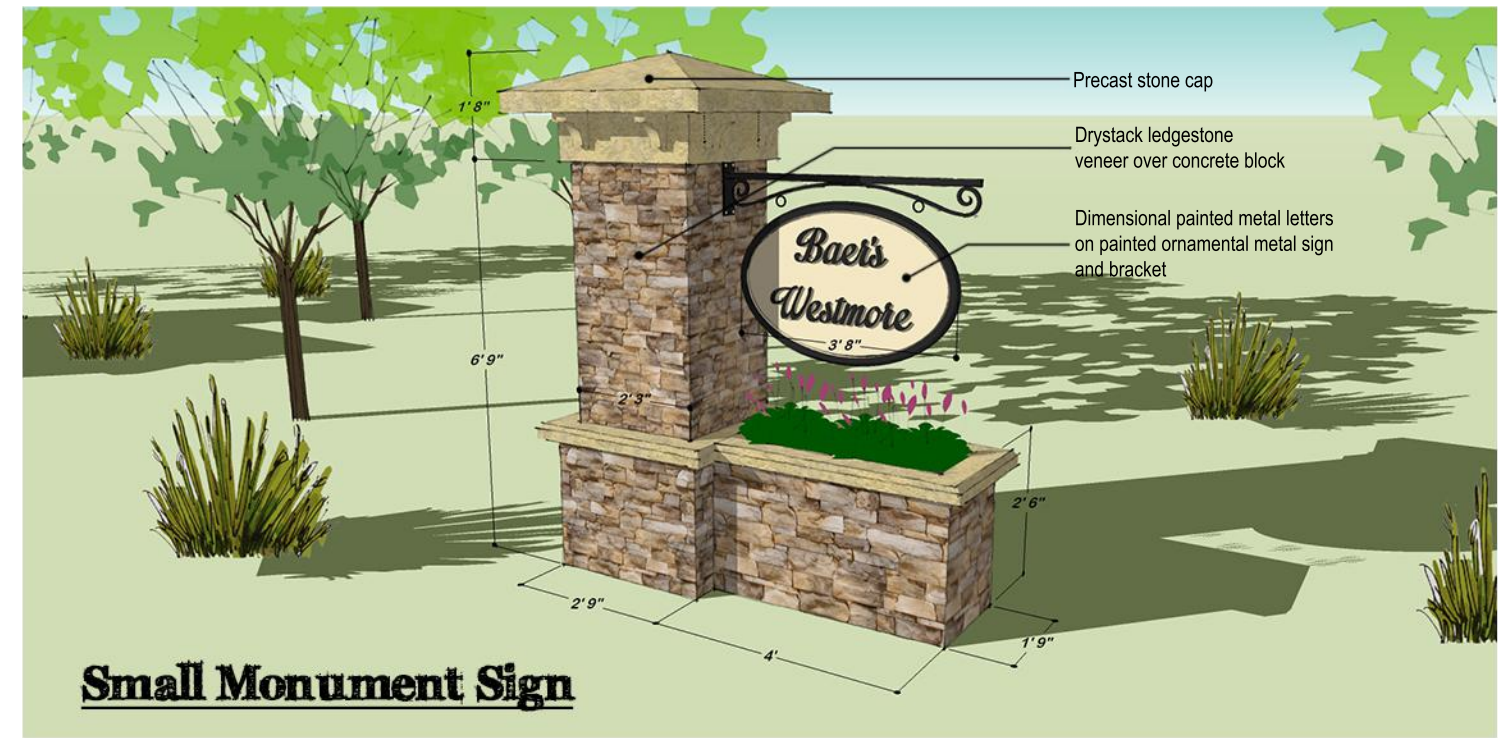 Precast stone cap
1' 8"
Drystack ledgestone
veneer over concrete block
Dimensional painted metal letters
on painted ornamental metal sign
and bracket
Baer's
Westmore
3' 8"
6' 9"
2' 3"
2' 6"
2' 9"
4'
1' 9"
Small Monument Sign